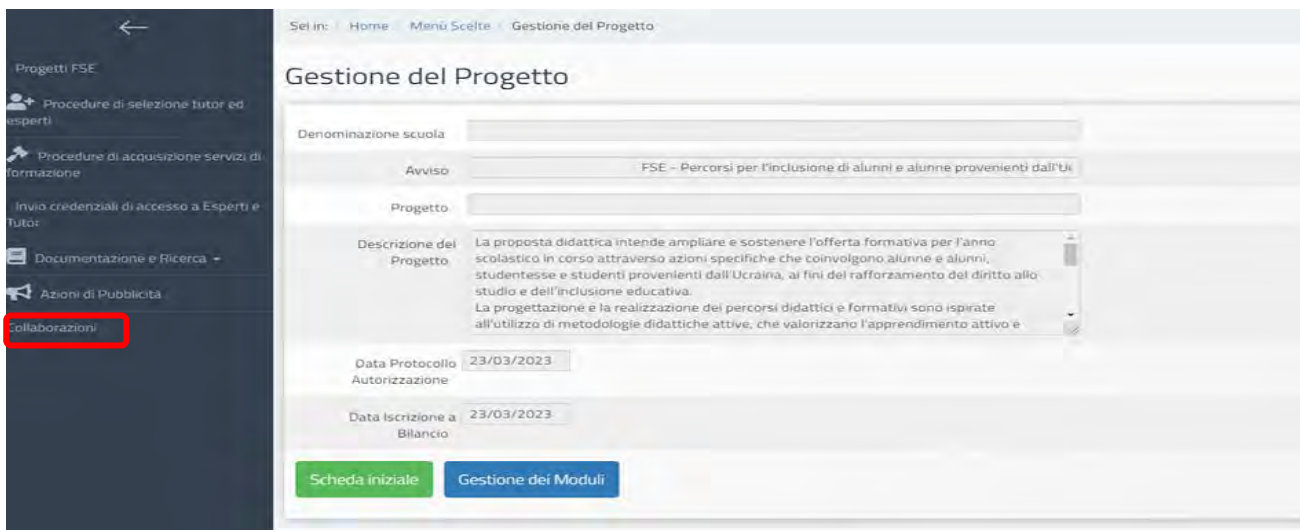 Sei in: / Home / Menù Scelte / Gestione del Progetto
Progetti FSE
Procedure di selezione tutor ed
esperti
Procedure di acquisizione servizi di
formazione
Invio credenziali di accesso a Esperti e
Tutor
Documentazione e Ricerca
Azioni di Pubblicità
Collaborazioni
Gestione del Progetto
Denominazione scuola
Avviso
FSE - Percorsi per l'inclusione di alunni e alunne provenienti dall'U
Progetto
Descrizione del
Progetto
La proposta didattica intende ampliare e sostenere l'offerta formativa per l'anno
scolastico in corso attraverso azioni specifiche che coinvolgono alunne e alunni,
studentesse e studenti provenienti dall'Ucraina, ai fini del rafforzamento del diritto allo
studio e dell'inclusione educativa.
La progettazione e la realizzazione dei percorsi didattici e formativi sono ispirate
all'utilizzo di metodologie didattiche attive, che valorizzano l'apprendimento attivo e
Data Protocollo
Autorizzazione
23/03/2023
Data Iscrizione a
Bilancio
23/03/2023
Scheda iniziale
Gestione dei Moduli